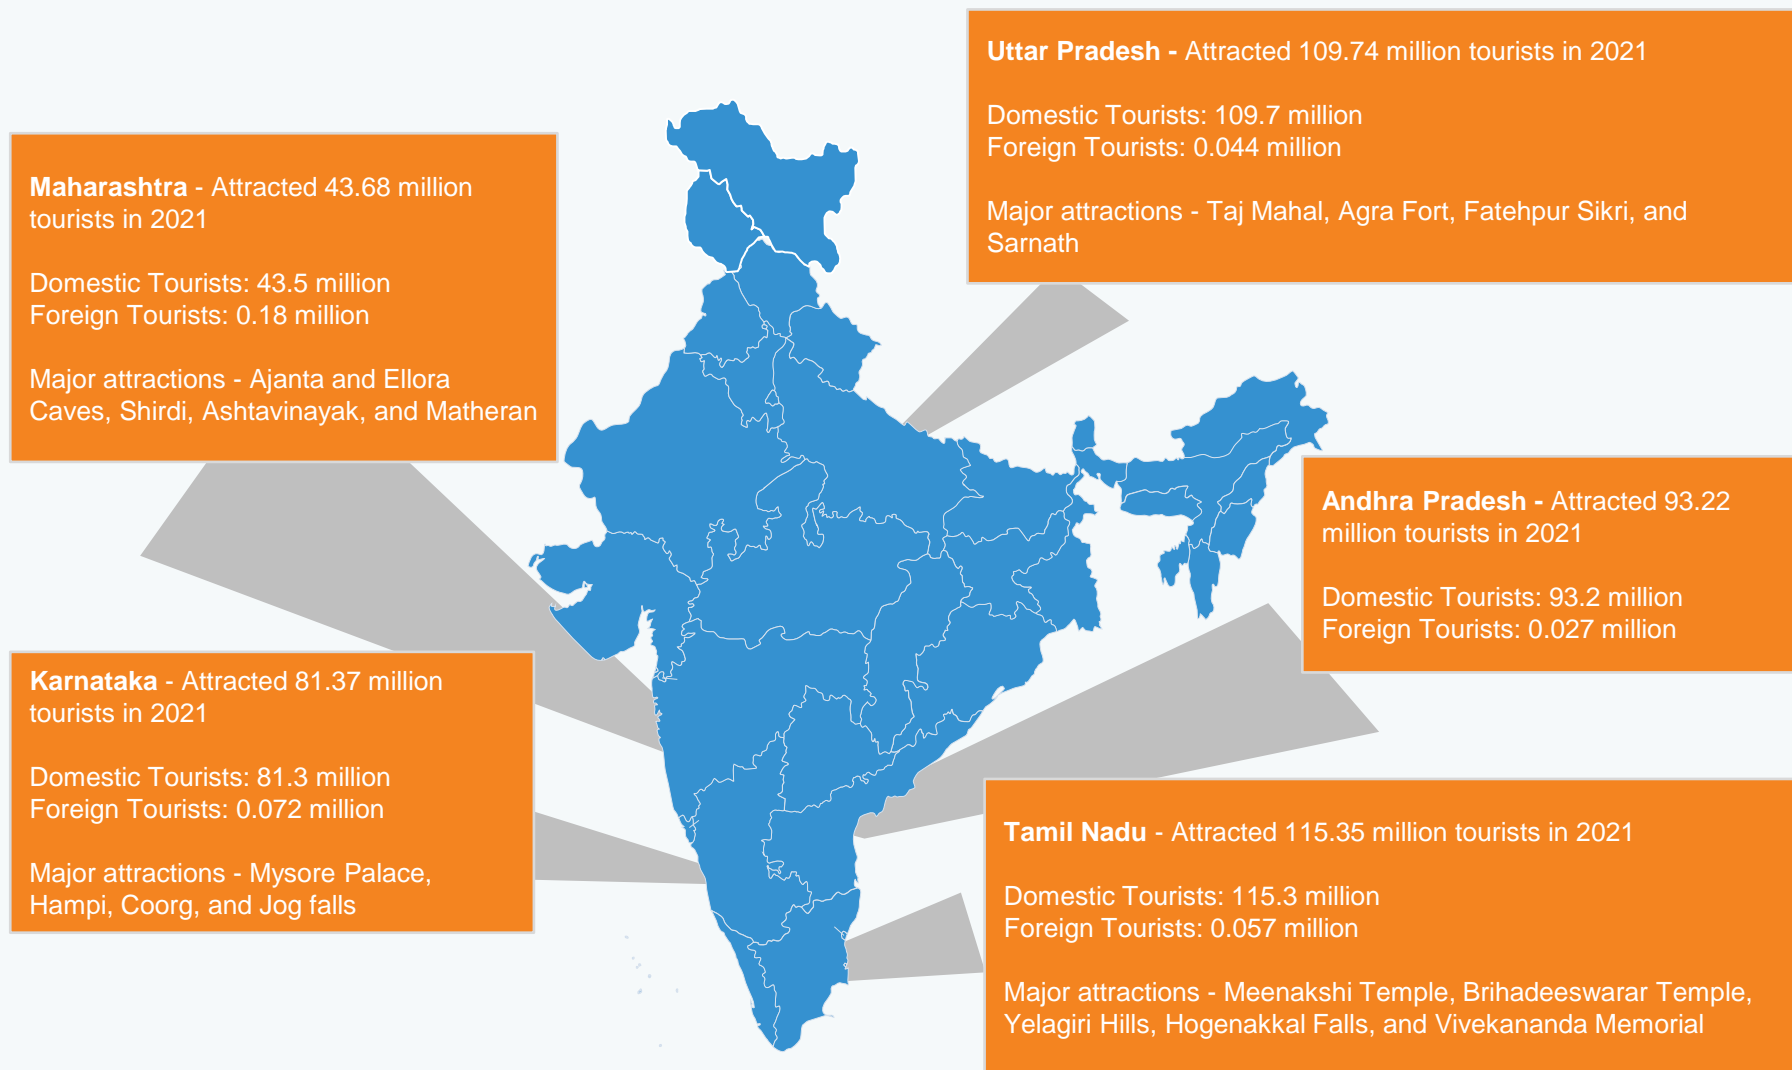 Uttar Pradesh - Attracted 109.74 million tourists in 2021
Domestic Tourists: 109.7 million
Foreign Tourists: 0.044 million
Major attractions - Taj Mahal, Agra Fort, Fatehpur Sikri, and
Sarnath
Maharashtra - Attracted 43.68 million
tourists in 2021
Domestic Tourists: 43.5 million
Foreign Tourists: 0.18 million
Major attractions - Ajanta and Ellora
Caves, Shirdi, Ashtavinayak, and Matheran
Andhra Pradesh - Attracted 93.22
million tourists in 2021
Domestic Tourists: 93.2 million
Foreign Tourists: 0.027 million
Karnataka - Attracted 81.37 million
tourists in 2021
Domestic Tourists: 81.3 million
Foreign Tourists: 0.072 million
Major attractions - Mysore Palace,
Hampi, Coorg, and Jog falls
Tamil Nadu - Attracted 115.35 million tourists in 2021
Domestic Tourists: 115.3 million
Foreign Tourists: 0.057 million
Major attractions - Meenakshi Temple, Brihadeeswarar Temple,
Yelagiri Hills, Hogenakkal Falls, and Vivekananda Memorial